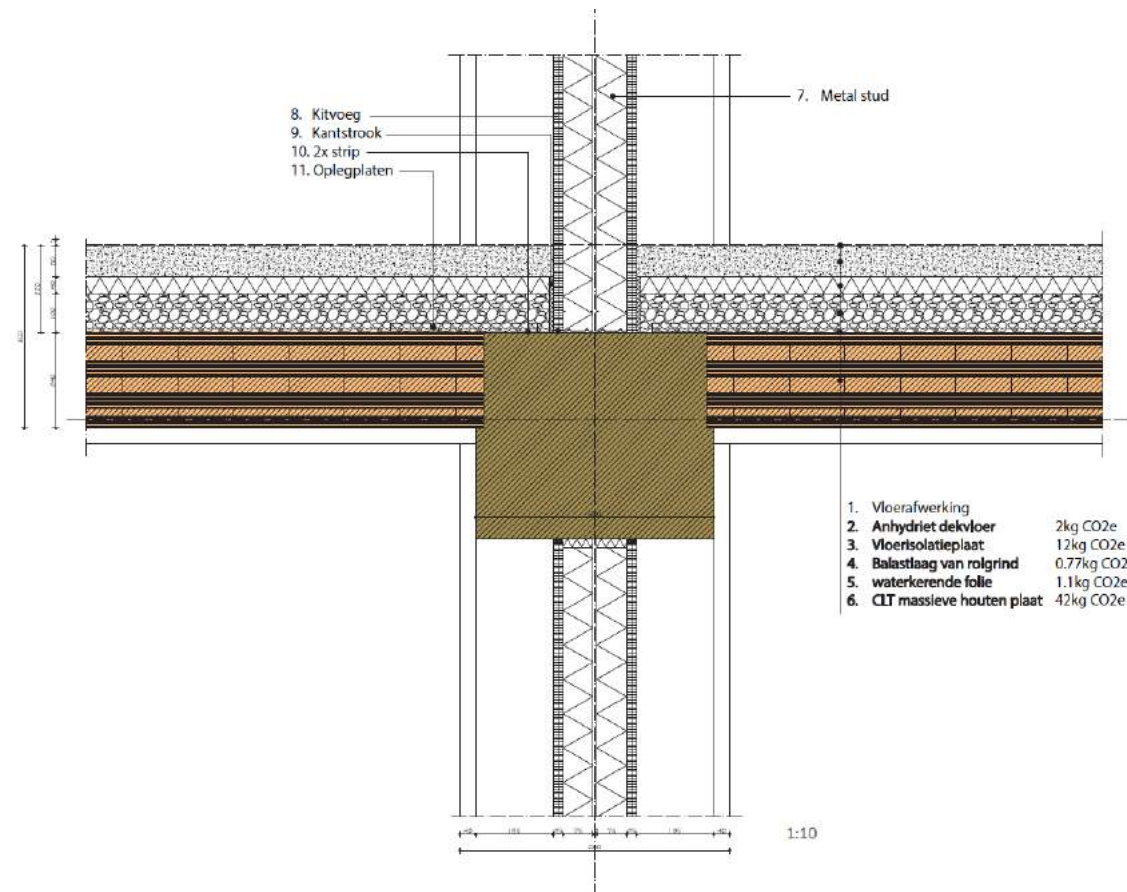 7. Metal stud
8. Kitvoeg
9. Kantstrook
10. 2x strip
11. Oplegplaten
1. Vloerafwerking
2. Anhydriet dekvloer 2kg CO2e
3. Vloerisolatieplaat 12kg CO2e
4. Balastlaag van rolgrind 0.77kg CO2
5. waterkerende folie 1.1kg CO2e
6. CLT massieve houten plaat 42kg CO2e
1:10